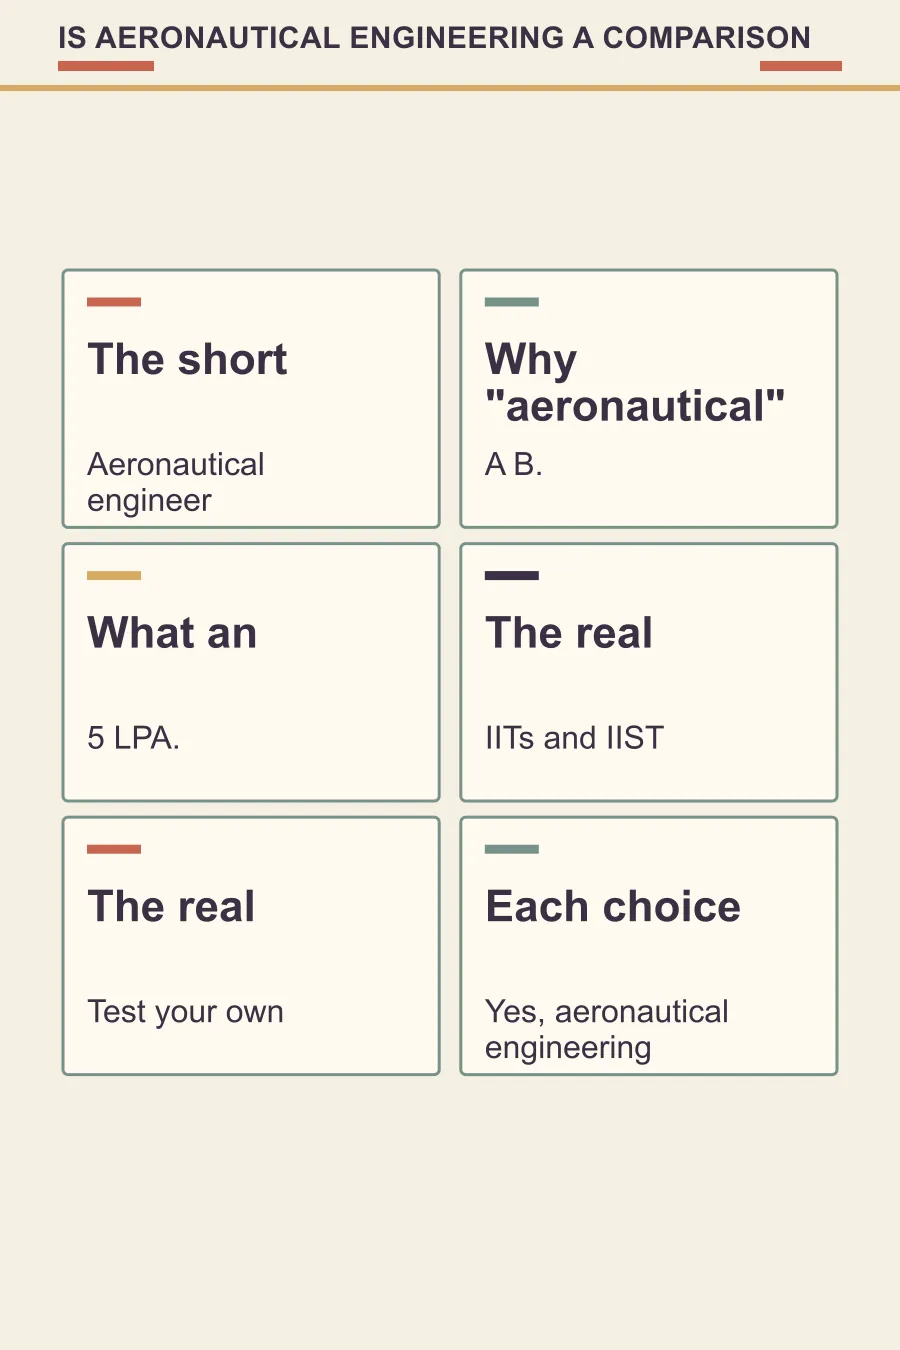 IS AERONAUTICAL ENGINEERING A COMPARISON
The short
Aeronautical
engineer
Why
"aeronautical"
A B.
What an
5 LPA.
The real
IITs and IIST
The real
Test your own
Each choice
Yes, aeronautical
engineering